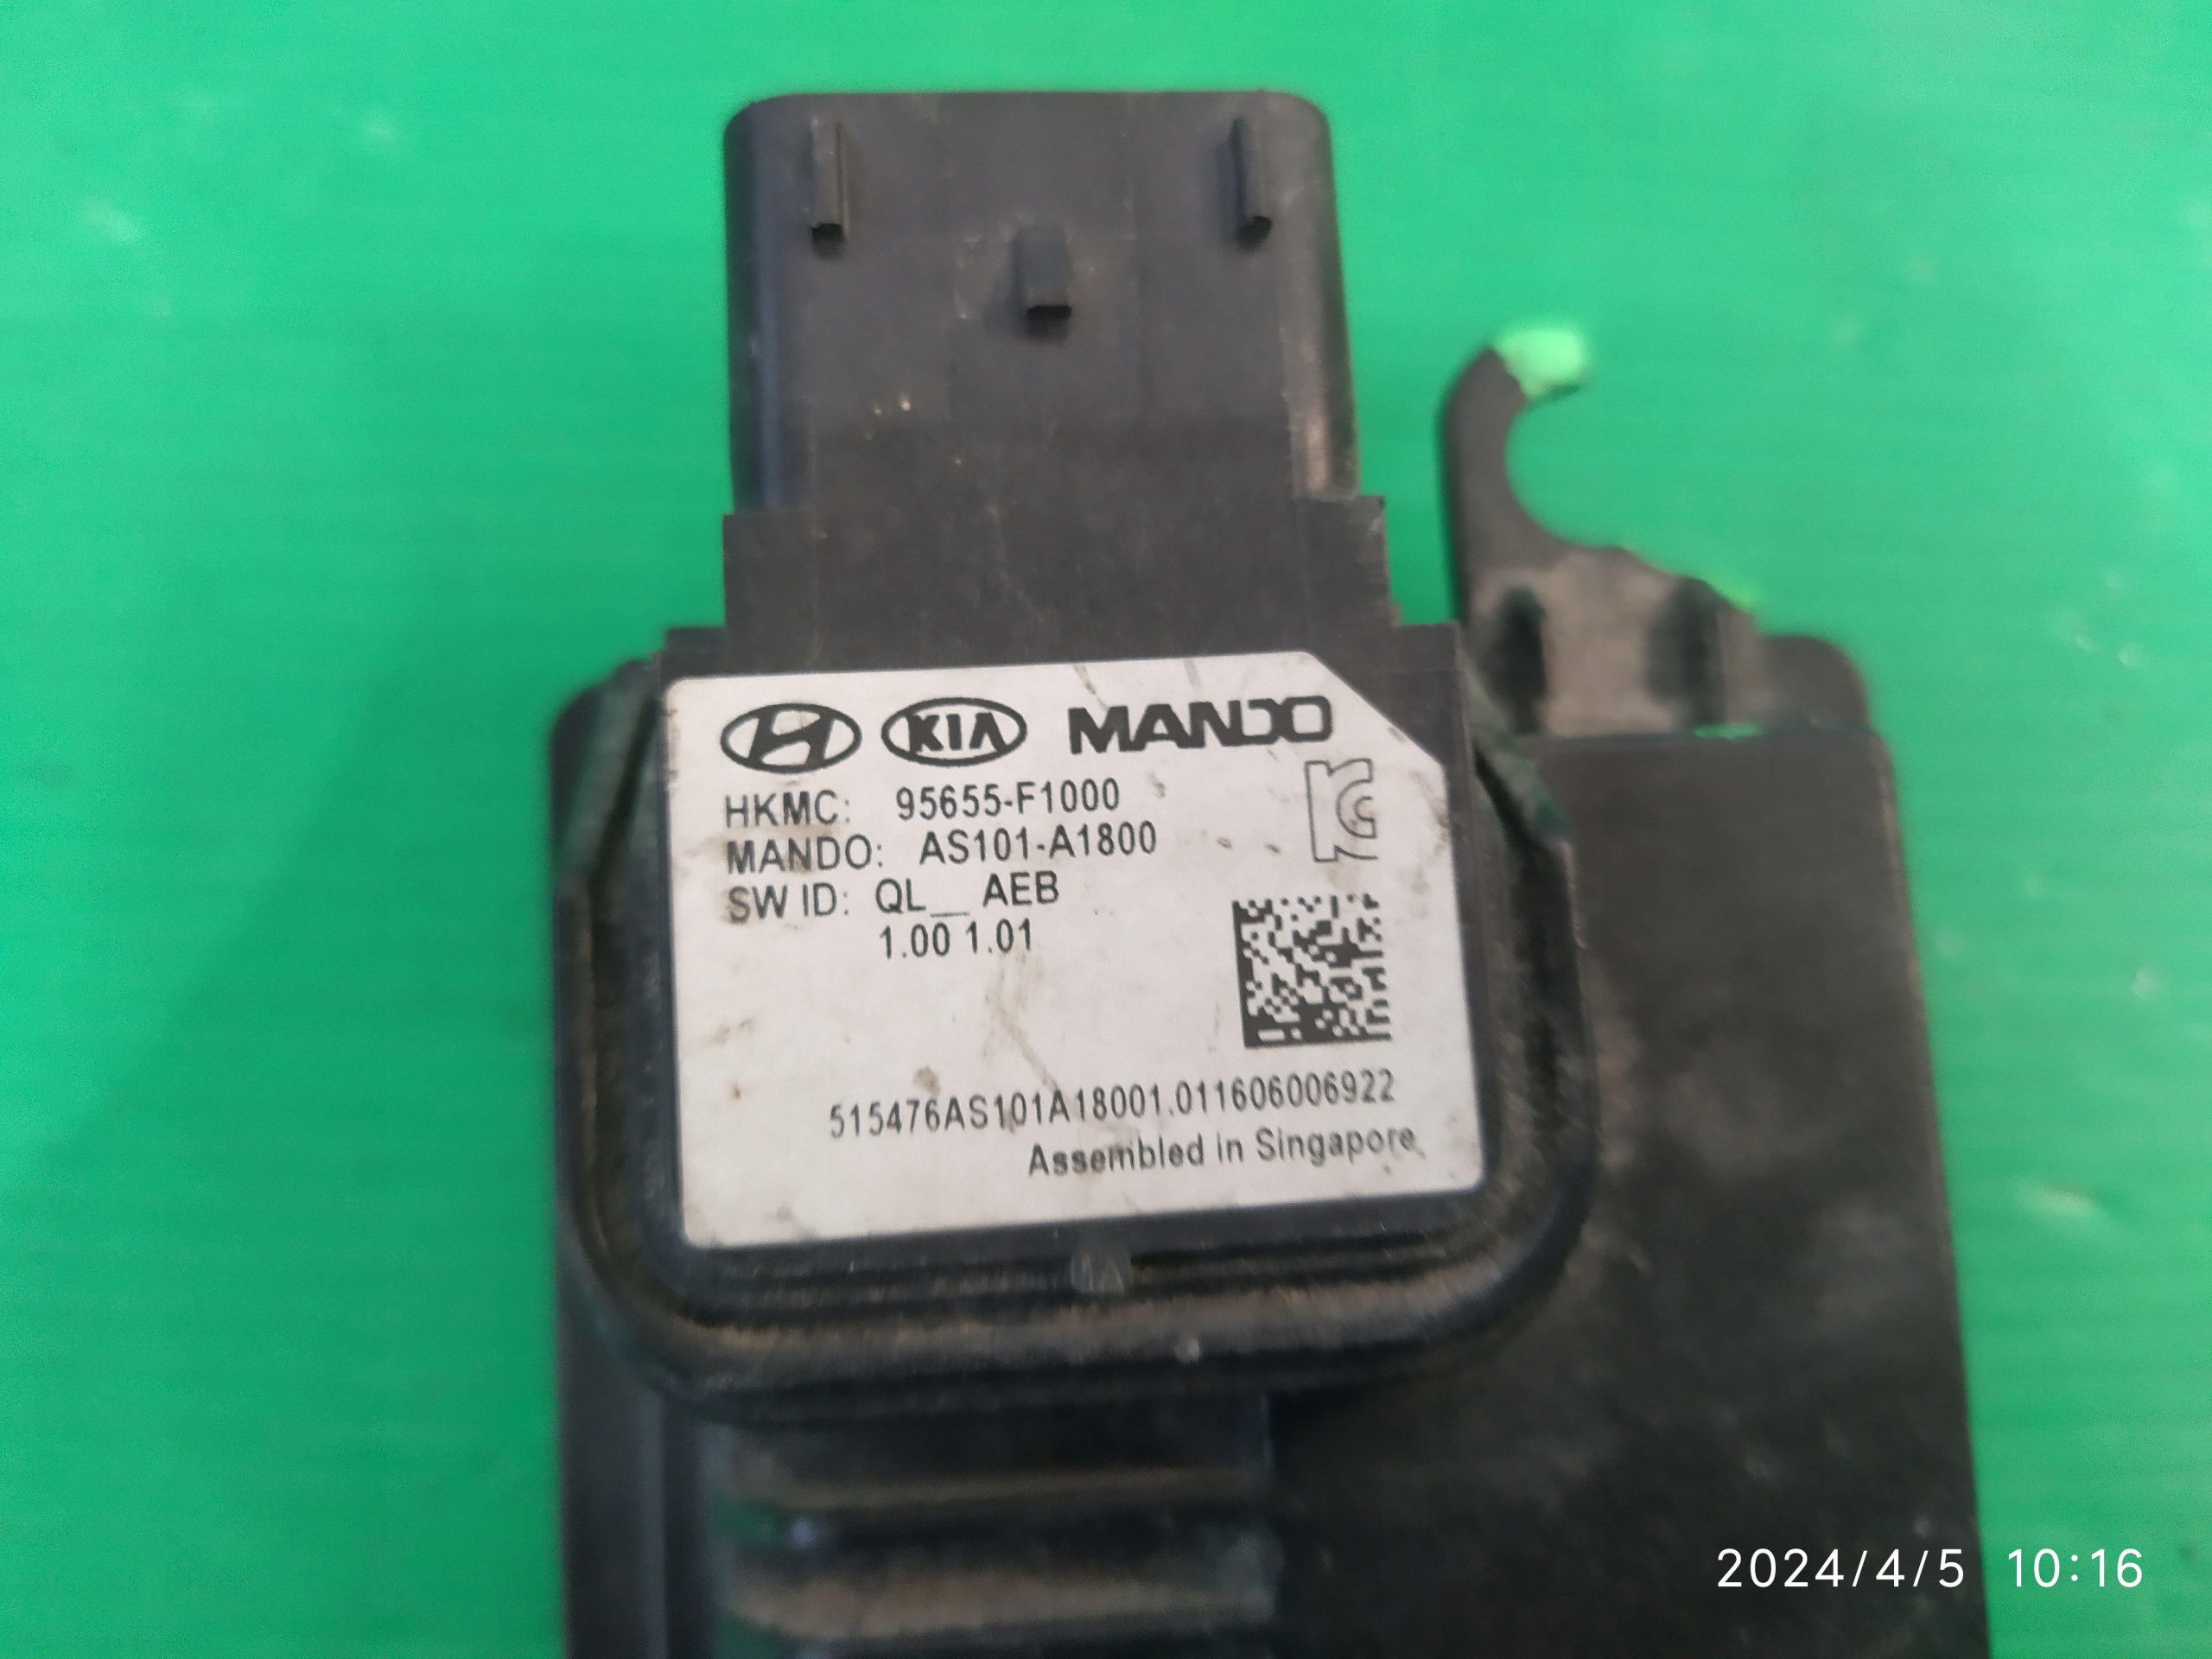 KIA MANDO
HKMC: 95655-F1000
MANDO: AS101-A1800
SW ID: QL__ AEB
1.00 1.01
515476AS101A18001.011606006922
Assembled in Singapore
2024/4/5 10:16